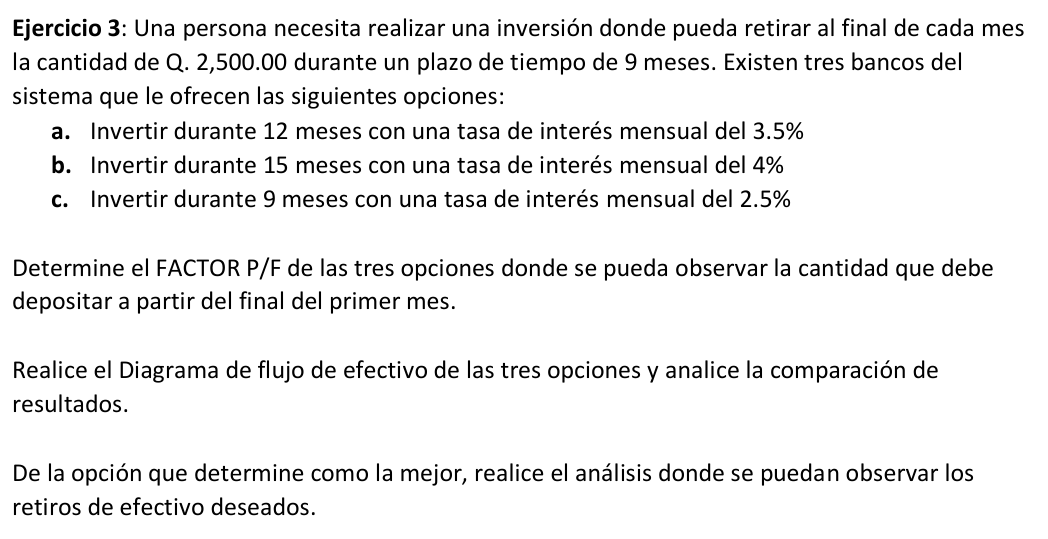 Ejercicio 3: Una persona necesita realizar una inversión donde pueda retirar al final de cada mes
la cantidad de Q. 2,500.00 durante un plazo de tiempo de 9 meses. Existen tres bancos del
sistema que le ofrecen las siguientes opciones:
a. Invertir durante 12 meses con una tasa de interés mensual del 3.5%
b. Invertir durante 15 meses con una tasa de interés mensual del 4%
c. Invertir durante 9 meses con una tasa de interés mensual del 2.5%
Determine el FACTOR P/F de las tres opciones donde se pueda observar la cantidad que debe
depositar a partir del final del primer mes.
Realice el Diagrama de flujo de efectivo de las tres opciones y analice la comparación de
resultados.
De la opción que determine como la mejor, realice el análisis donde se puedan observar los
retiros de efectivo deseados.